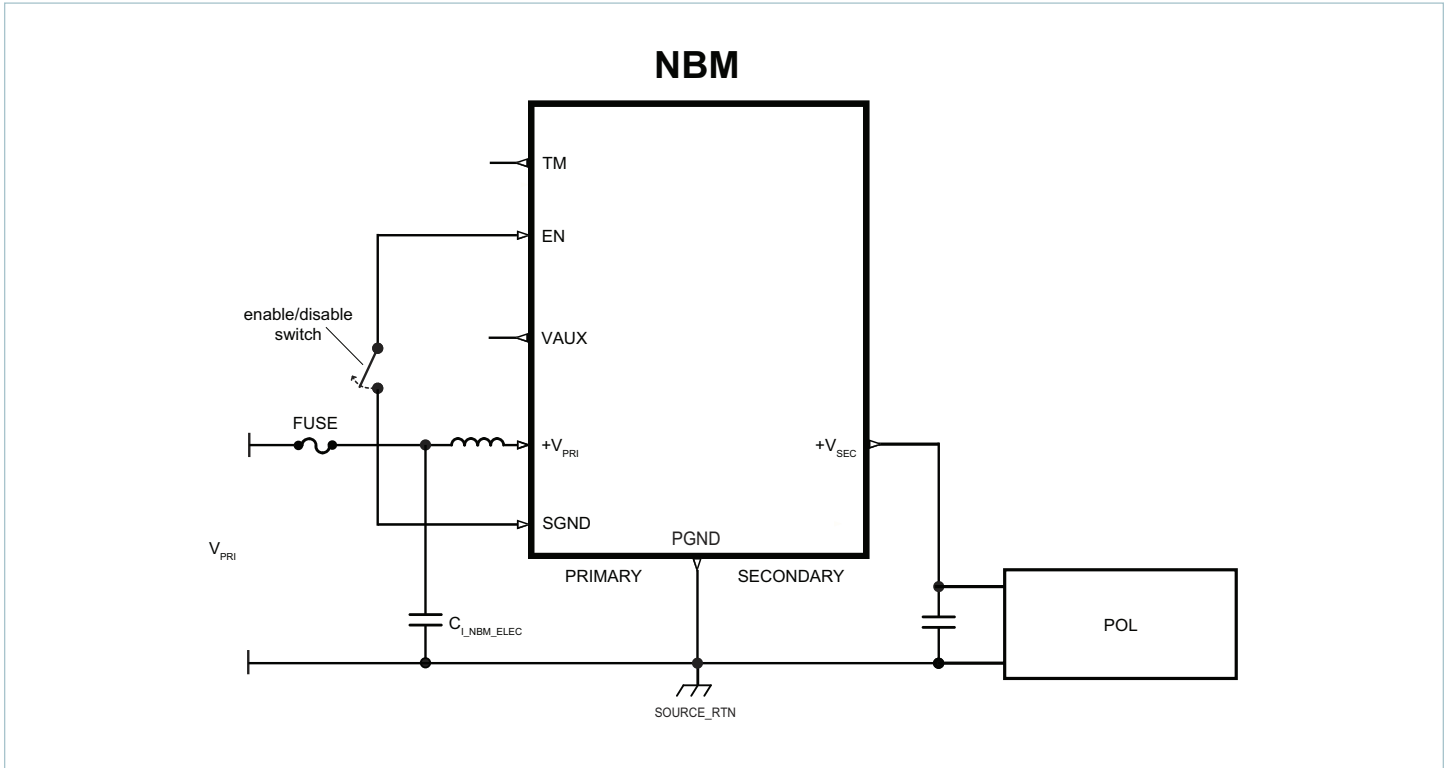 NBM
TM
EN
enable/disable
switch
VAUX
FUSE
+VPRI
+VSEC
SGND
PGND
VPRI
PRIMARY
SECONDARY
CI_NBM_ELEC
POL
SOURCE_RTN